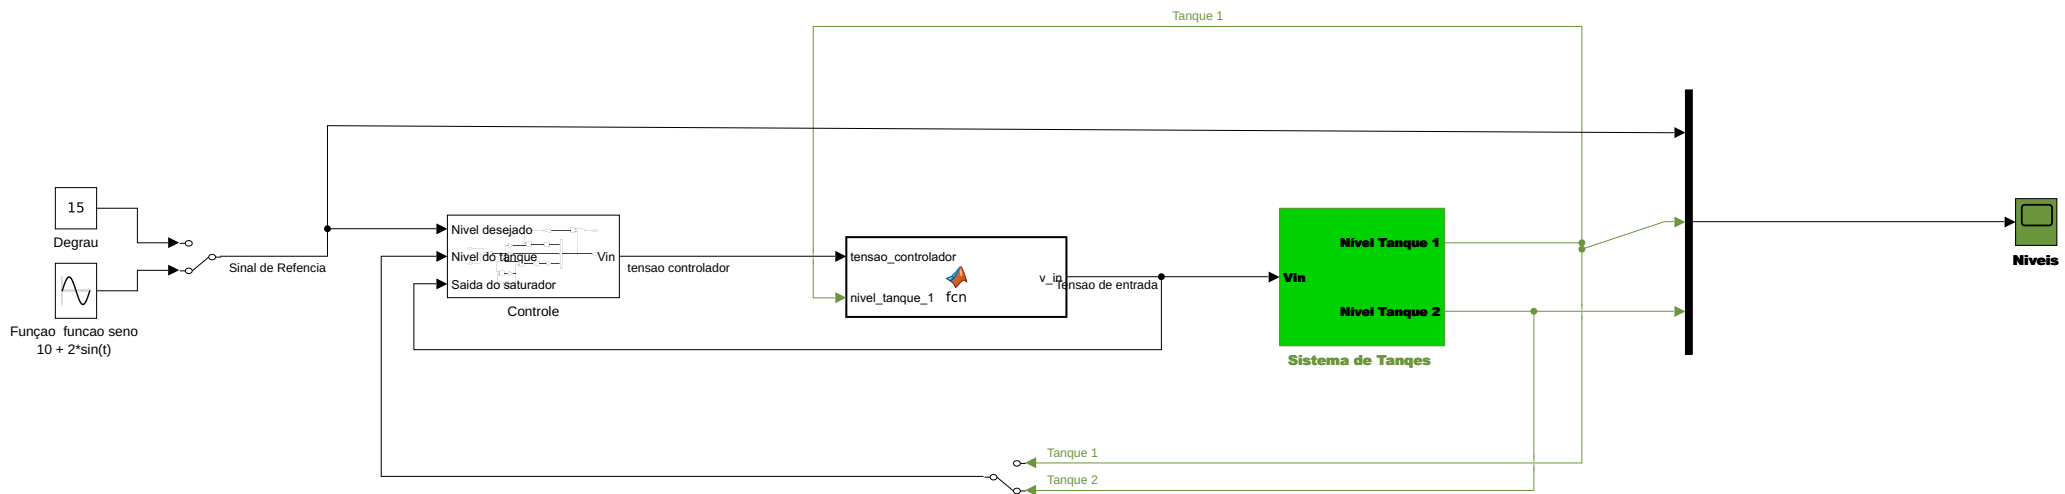 Tanque 1
15
Degrau
Funçao  funcao seno
10 + 2*sin(t)
Sinal de Refencia
Nivel desejado
Nivel do tanque
Saida do saturador
Vin
Controle
tensao controlador
tensao_controlador
nivel_tanque_1
fcn
v_in
Tensao de entrada
Vin
Nível Tanque 1
Nível Tanque 2
Sistema de Tanqes
Niveis
Tanque 1
Tanque 2